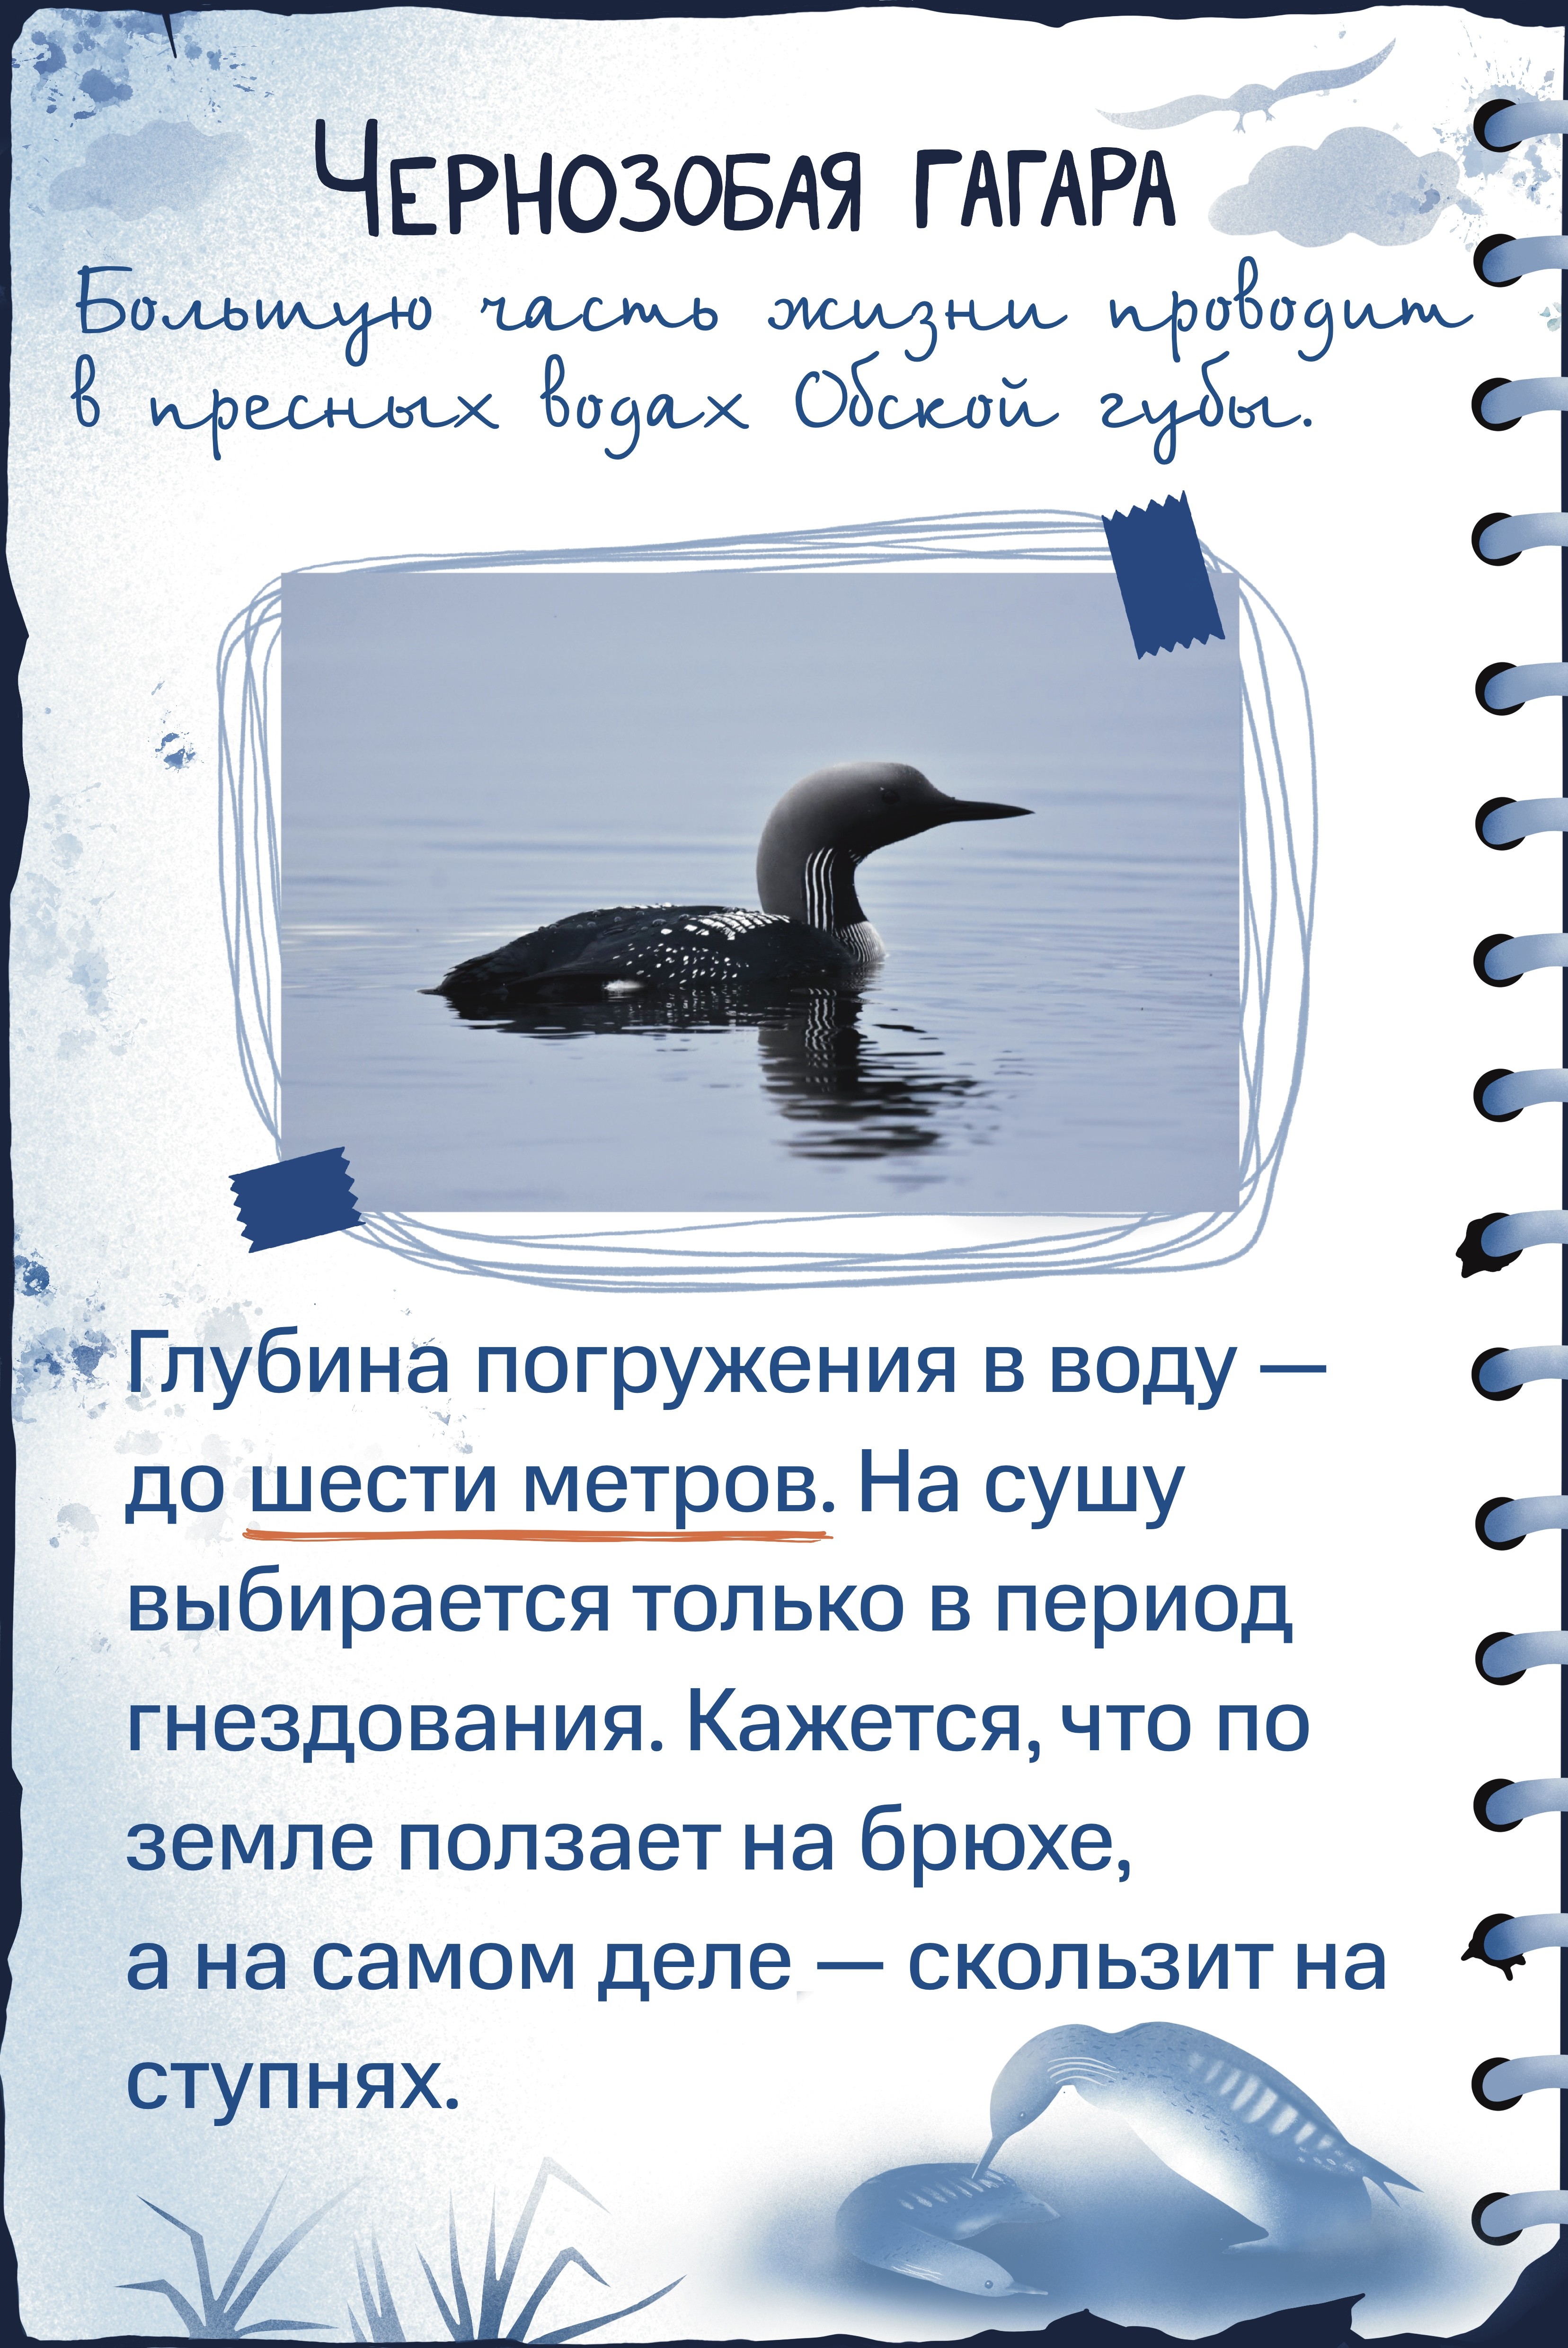 Чернозобая гагара
Большую часть жизни проводит
в пресных водах Обской губы.
Глубина погружения в воду —
до шести метров. На сушу
выбирается только в период
гнездования. Кажется, что по
земле ползает на брюхе,
а на самом деле — скользит на
ступнях.